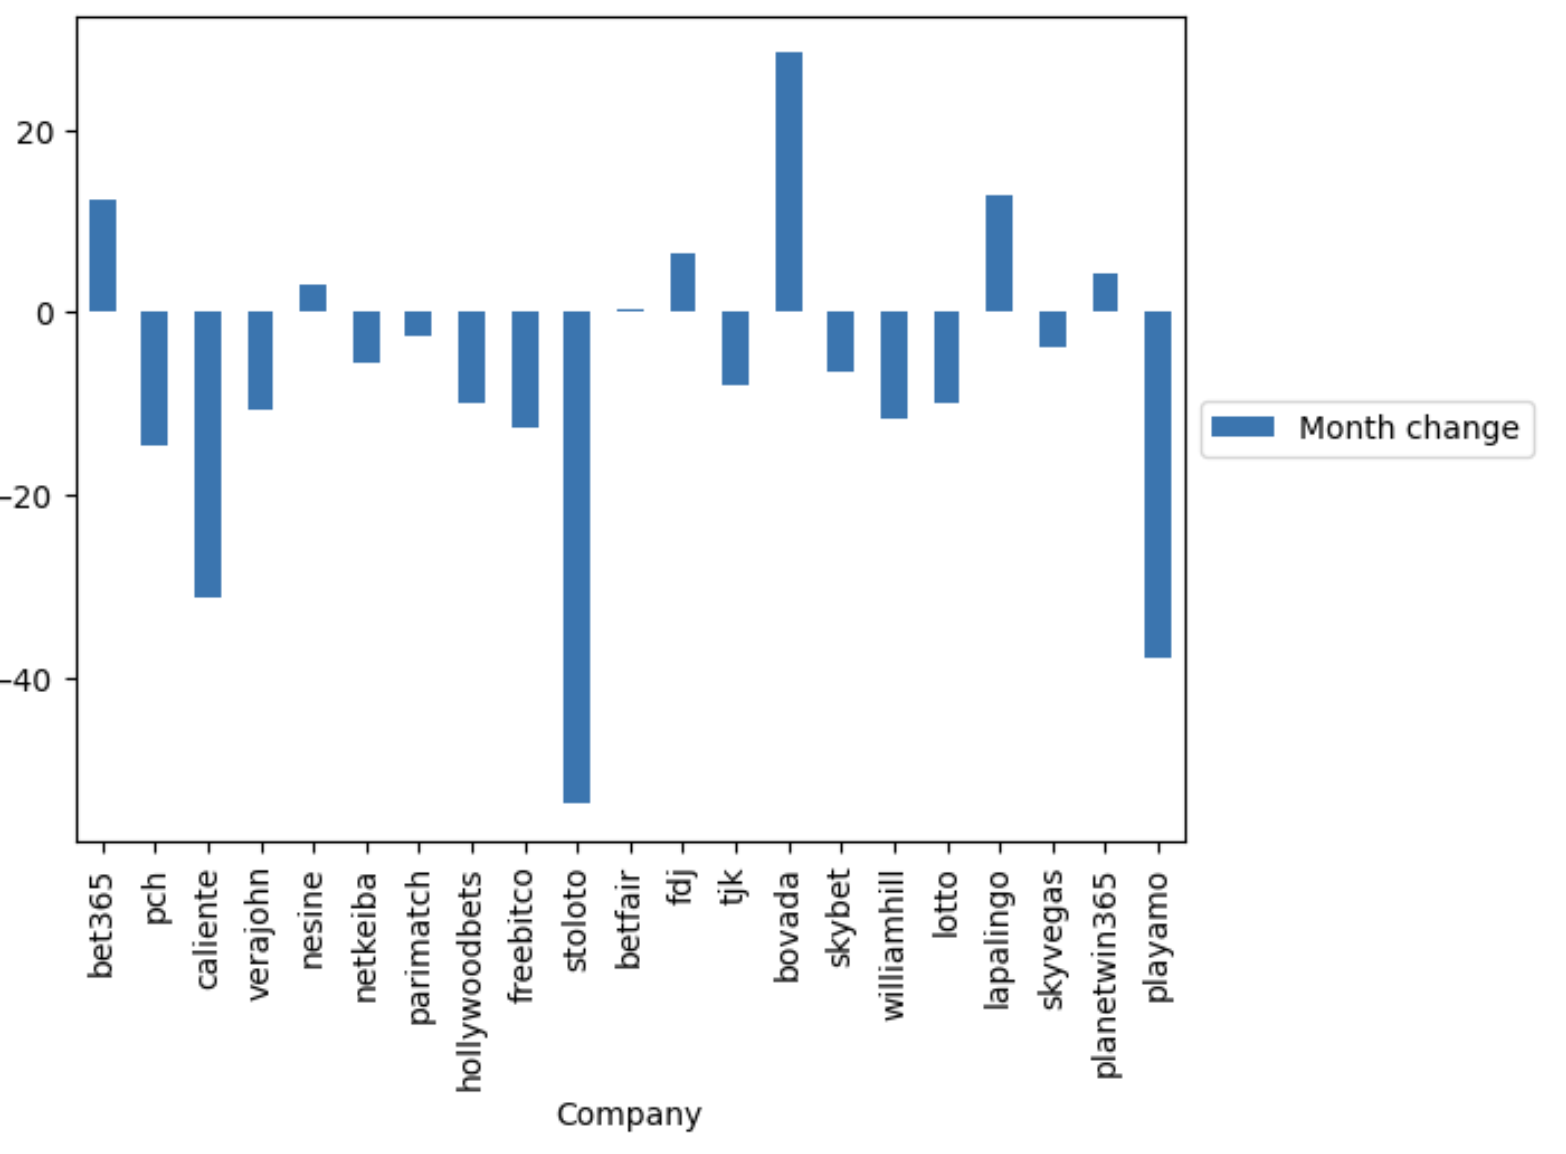 20
0
−20
−40
bet365
pch
caliente
verajohn
nesine
netkeiba
parimatch
hollywoodbets
freebitco
stoloto
betfair
fdj
tjk
bovada
skybet
williamhill
lotto
lapalingo
skyvegas
planetwin365
playamo
Company
Month change